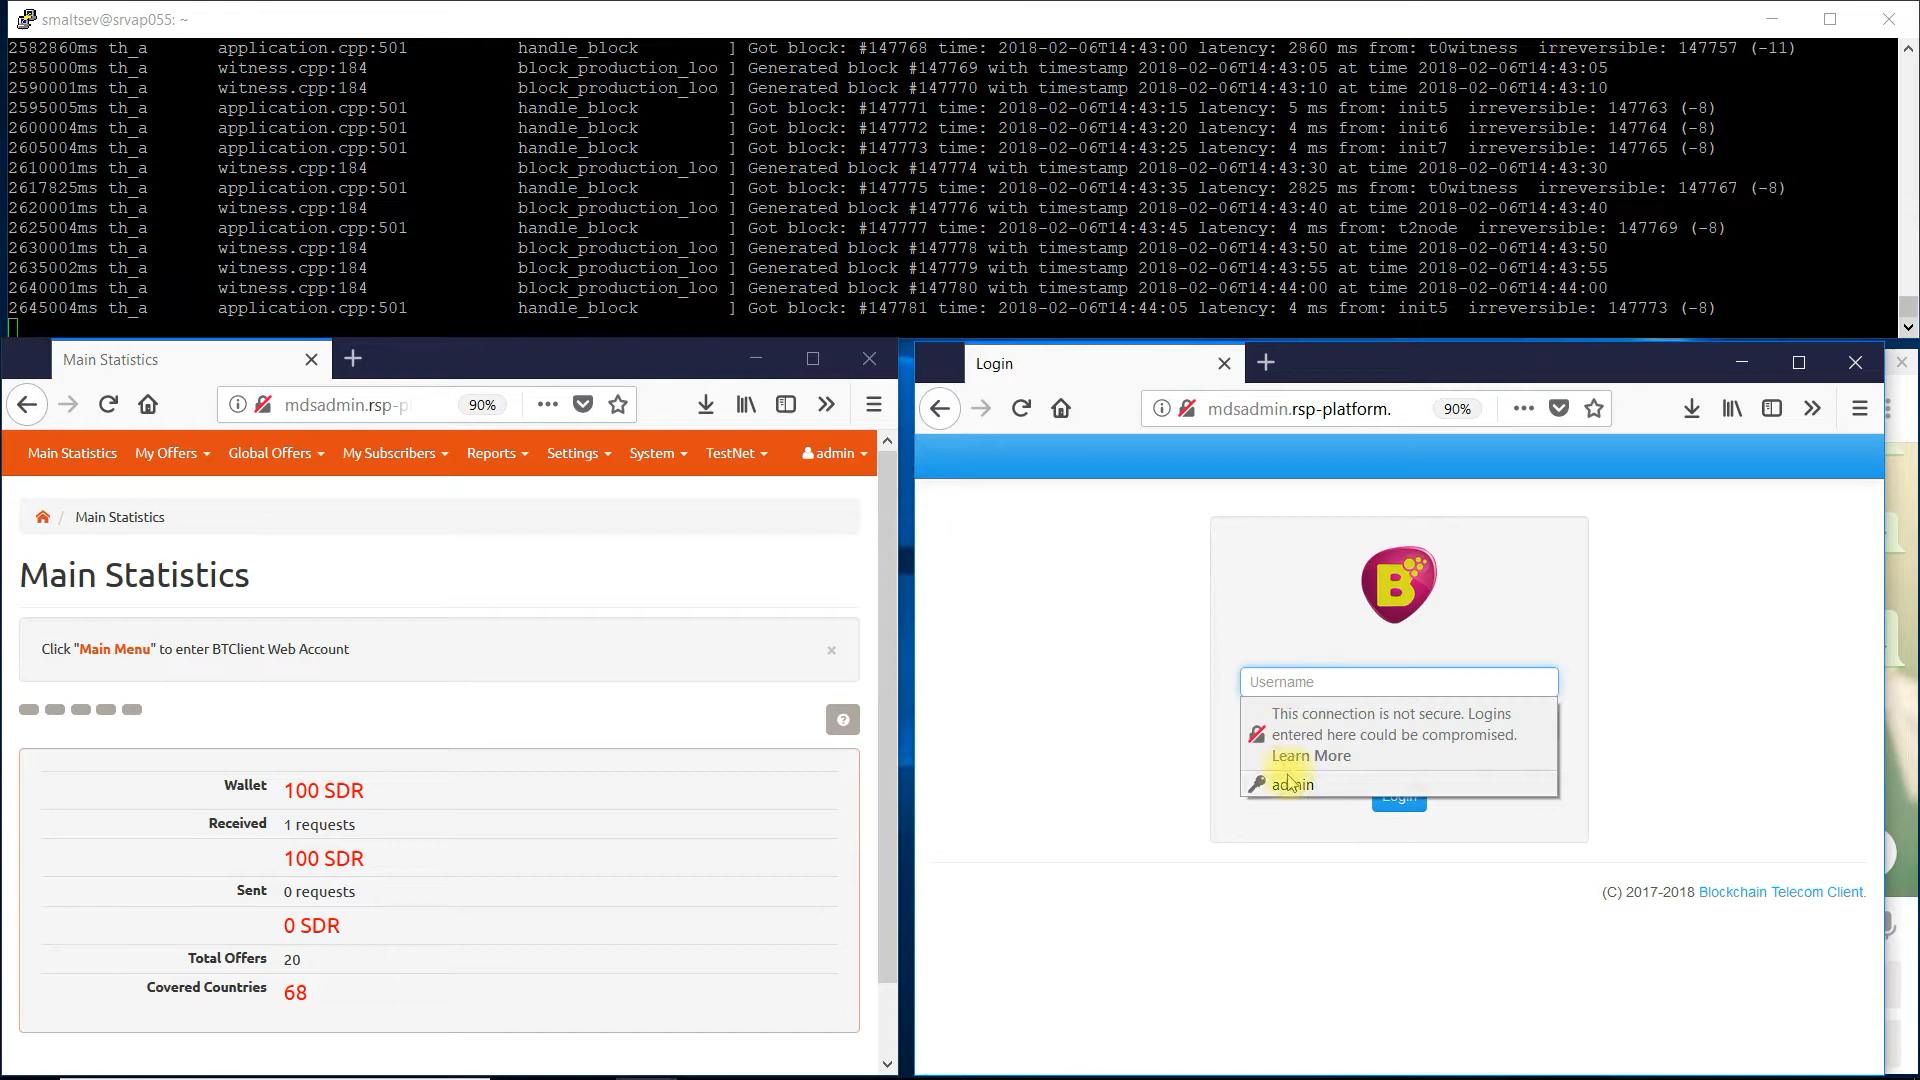 smaltsev@srvap055: ~
2582860ms th_a application.cpp:501 handle_block ] Got block: #147768 time: 2018-02-06T14:43:00 latency: 2860 ms from: t0witness irreversible: 147757 (-11)
2585000ms th_a witness.cpp:184 block_production_loo ] Generated block #147769 with timestamp 2018-02-06T14:43:05 at time 2018-02-06T14:43:05
2590001ms th_a witness.cpp:184 block_production_loo ] Generated block #147770 with timestamp 2018-02-06T14:43:10 at time 2018-02-06T14:43:10
2595005ms th_a application.cpp:501 handle_block ] Got block: #147771 time: 2018-02-06T14:43:15 latency: 5 ms from: init5 irreversible: 147763 (-8)
2600004ms th_a application.cpp:501 handle_block ] Got block: #147772 time: 2018-02-06T14:43:20 latency: 4 ms from: init6 irreversible: 147764 (-8)
2605004ms th_a application.cpp:501 handle_block ] Got block: #147773 time: 2018-02-06T14:43:25 latency: 4 ms from: init7 irreversible: 147765 (-8)
2610001ms th_a witness.cpp:184 block_production_loo ] Generated block #147774 with timestamp 2018-02-06T14:43:30 at time 2018-02-06T14:43:30
2617825ms th_a application.cpp:501 handle_block ] Got block: #147775 time: 2018-02-06T14:43:35 latency: 2825 ms from: t0witness irreversible: 147767 (-8)
2620001ms th_a witness.cpp:184 block_production_loo ] Generated block #147776 with timestamp 2018-02-06T14:43:40 at time 2018-02-06T14:43:40
2625004ms th_a application.cpp:501 handle_block ] Got block: #147777 time: 2018-02-06T14:43:45 latency: 4 ms from: t2node irreversible: 147769 (-8)
2630001ms th_a witness.cpp:184 block_production_loo ] Generated block #147778 with timestamp 2018-02-06T14:43:50 at time 2018-02-06T14:43:50
2635002ms th_a witness.cpp:184 block_production_loo ] Generated block #147779 with timestamp 2018-02-06T14:43:55 at time 2018-02-06T14:43:55
2640001ms th_a witness.cpp:184 block_production_loo ] Generated block #147780 with timestamp 2018-02-06T14:44:00 at time 2018-02-06T14:44:00
2645004ms th_a application.cpp:501 handle_block ] Got block: #147781 time: 2018-02-06T14:44:05 latency: 4 ms from: init5 irreversible: 147773 (-8)
Main Statistics
mdsadmin.rsp-p 90%
Main Statistics My Offers Global Offers My Subscribers Reports Settings System TestNet admin
/ Main Statistics
Main Statistics
Click "Main Menu" to enter BTClient Web Account
Wallet 100 SDR
Received 1 requests
100 SDR
Sent 0 requests
0 SDR
Total Offers 20
Covered Countries 68
Login
mdsadmin.rsp-platform. 90%
B
Username
This connection is not secure. Logins
entered here could be compromised.
Learn More
admin
Login
(C) 2017-2018 Blockchain Telecom Client.